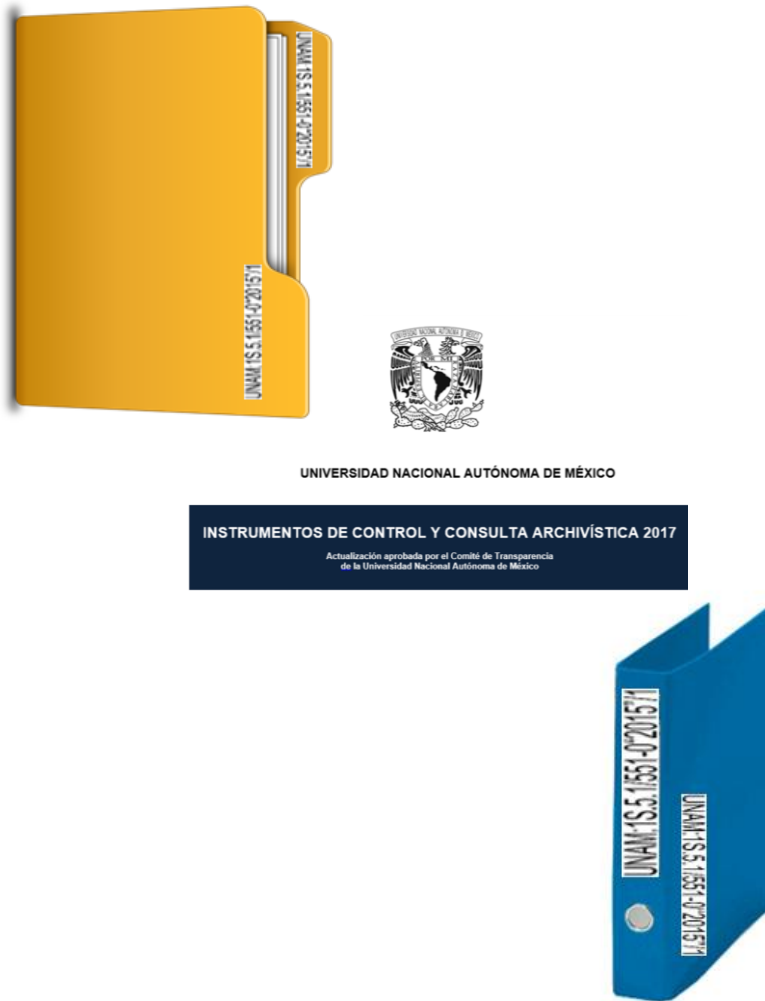 UNAM:1S.5.1/551-0"2015"/1
UNAM:1S.5.1/551-0"2015"/1
UNIVERSIDAD NACIONAL AUTÓNOMA DE MÉXICO
INSTRUMENTOS DE CONTROL Y CONSULTA ARCHIVÍSTICA 2017
Actualización aprobada por el Comité de Transparencia
de la Universidad Nacional Autónoma de México
UNAM:1S.5.1/551-0"2015"/1
UNAM:1S.5.1/551-0"2015"/1